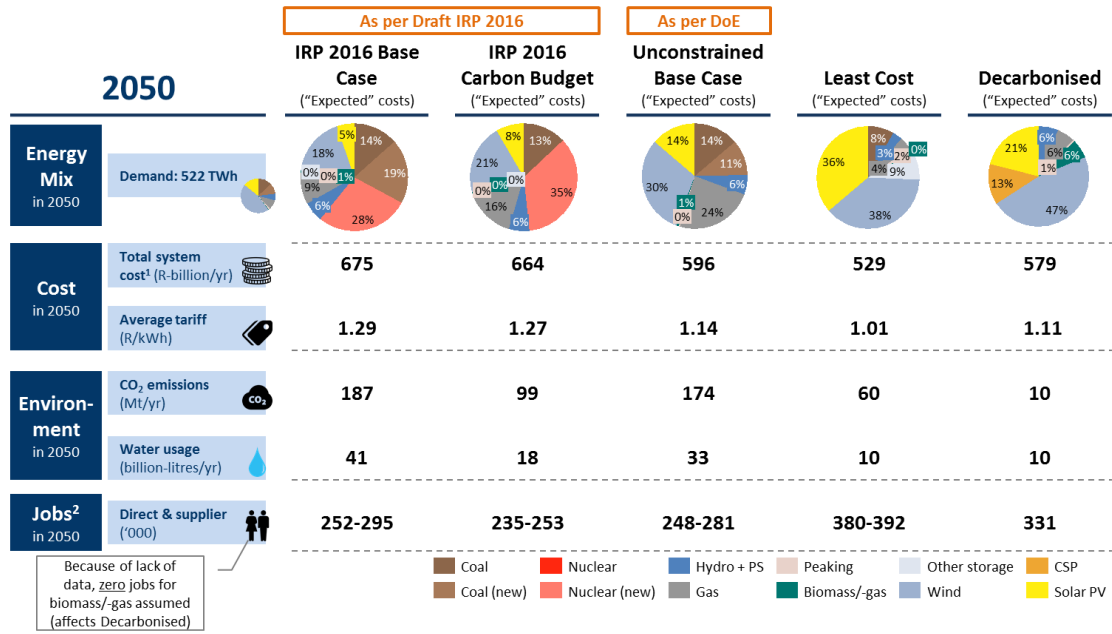 As per Draft IRP 2016
As per DoE
2050
IRP 2016 Base
Case
("Expected" costs)
IRP 2016
Carbon Budget
("Expected" costs)
Unconstrained
Base Case
("Expected" costs)
Least Cost
("Expected" costs)
Decarbonised
("Expected" costs)
Energy
Mix
in 2050
Demand: 522 TWh
5%
14%
18%
0%
0%
1%
19%
9%
6%
28%
8%
13%
21%
0%
0%
0%
35%
16%
6%
14%
14%
11%
6%
30%
1%
0%
24%
8%
0%
3%
2%
36%
4%
9%
38%
6%
21%
6%
6%
13%
1%
47%
Cost
in 2050
Total system
cost¹ (R-billion/yr)
675
664
596
529
579
Average tariff
(R/kWh)
1.29
1.27
1.14
1.01
1.11
Environ-
ment
in 2050
CO₂ emissions
(Mt/yr)
CO₂
187
99
174
60
10
Water usage
(billion-litres/yr)
41
18
33
10
10
Jobs²
in 2050
Direct & supplier
('000)
252-295
235-253
248-281
380-392
331
Because of lack of
data, zero jobs for
biomass/-gas assumed
(affects Decarbonised)
Coal
Nuclear
Hydro + PS
Peaking
Other storage
CSP
Coal (new)
Nuclear (new)
Gas
Biomass/-gas
Wind
Solar PV